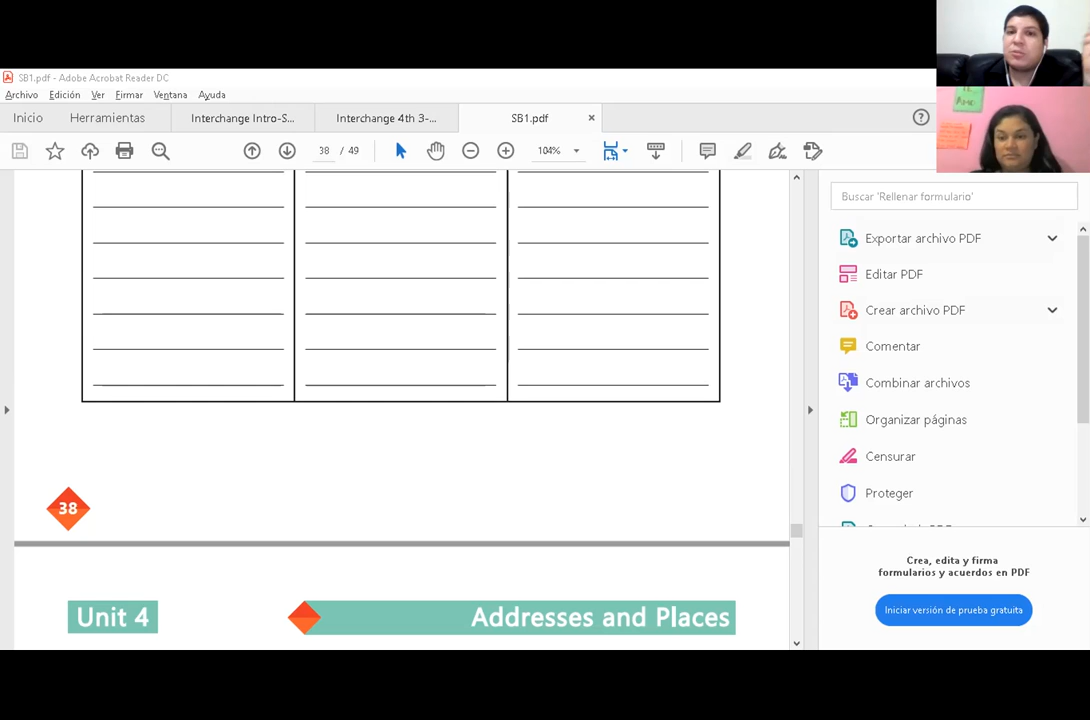 SB1.pdf - Adobe Acrobat Reader DC
Archivo Edición Ver Firmar Ventana Ayuda
Inicio Herramientas Interchange Intro-S... Interchange 4th 3-... SB1.pdf
38 / 49 104%
Buscar 'Rellenar formulario'
Exportar archivo PDF
Editar PDF
Crear archivo PDF
Comentar
Combinar archivos
Organizar páginas
Censurar
Proteger
Crea, edita y firma
formularios y acuerdos en PDF
Iniciar versión de prueba gratuita
38
Unit 4 Addresses and Places